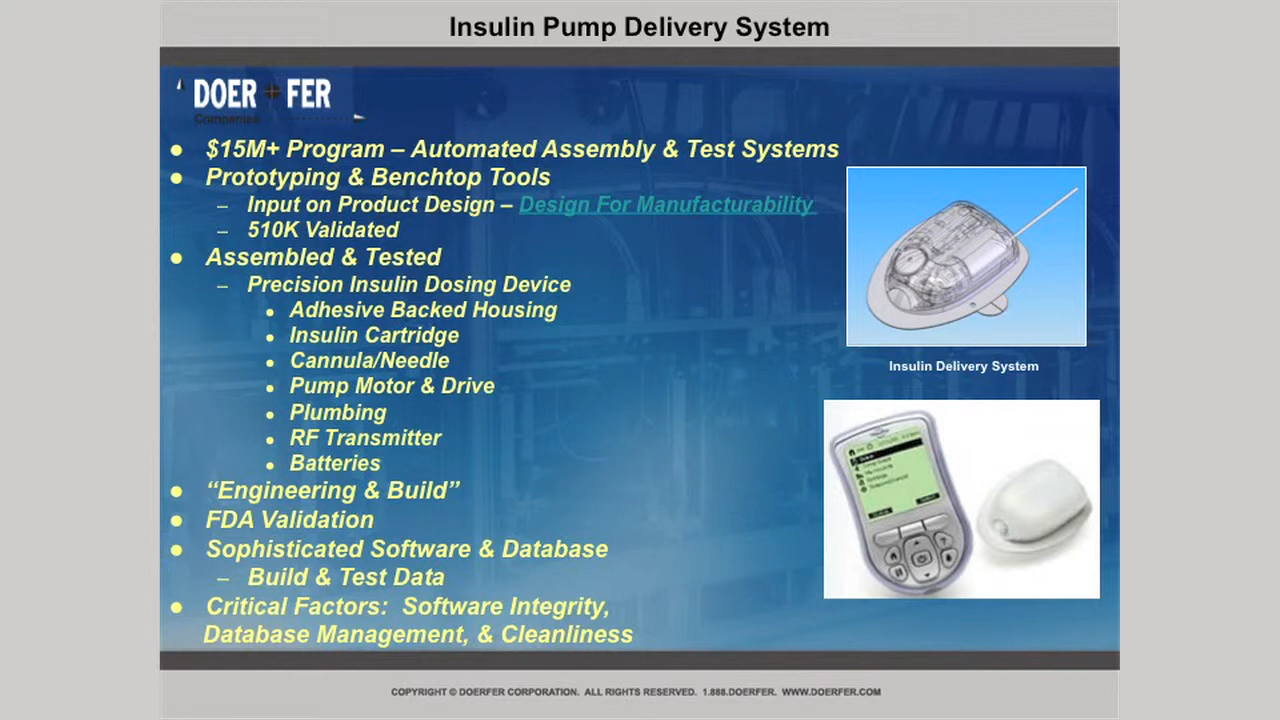 Insulin Pump Delivery System
DOER FER
Companies
● $15M+ Program – Automated Assembly & Test Systems
● Prototyping & Benchtop Tools
– Input on Product Design – Design For Manufacturability
– 510K Validated
● Assembled & Tested
– Precision Insulin Dosing Device
● Adhesive Backed Housing
● Insulin Cartridge
● Cannula/Needle
● Pump Motor & Drive
● Plumbing
● RF Transmitter
● Batteries
● “Engineering & Build”
● FDA Validation
● Sophisticated Software & Database
– Build & Test Data
● Critical Factors: Software Integrity,
Database Management, & Cleanliness
Insulin Delivery System
COPYRIGHT © DOERFER CORPORATION. ALL RIGHTS RESERVED. 1.888.DOERFER. WWW.DOERFER.COM